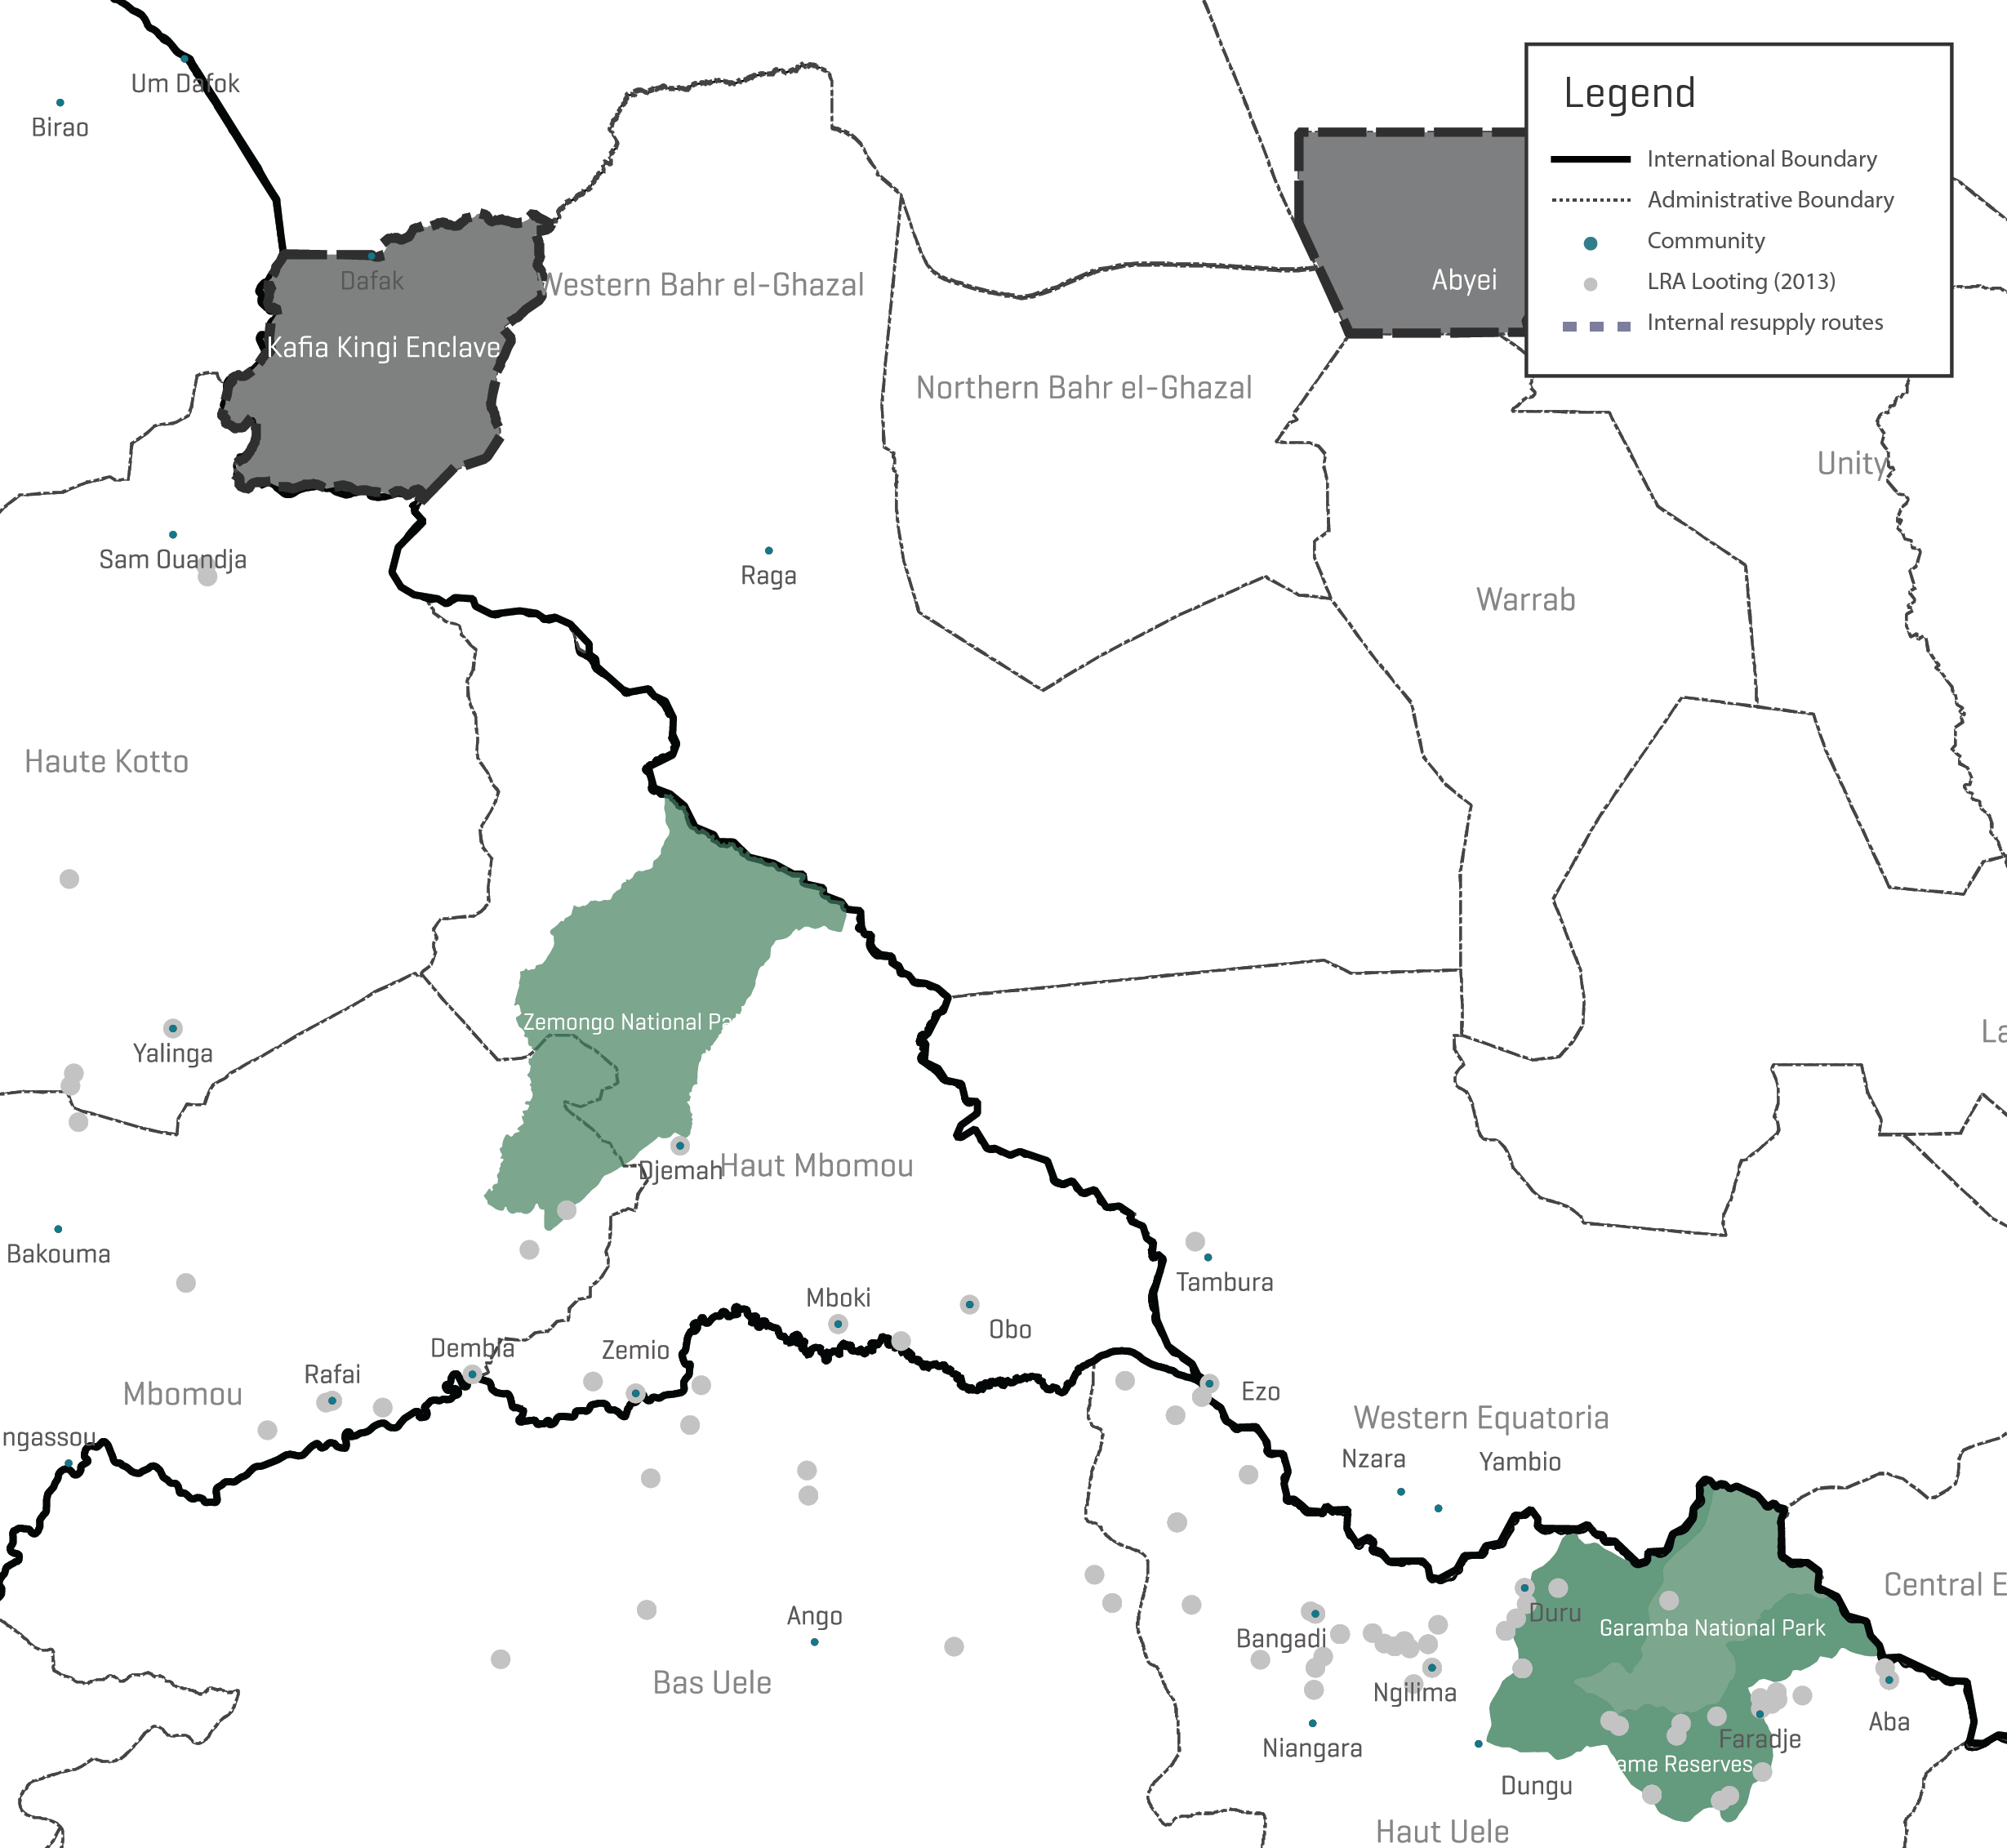 Um Dafok
Birao
Legend
International Boundary
Administrative Boundary
Community
LRA Looting (2013)
Internal resupply routes
Dafak
Western Bahr el-Ghazal
Abyei
Kafia Kingi Enclave
Northern Bahr el-Ghazal
Unity
Sam Ouandja
Raga
Warrab
Haute Kotto
Zemongo National Pa
La
Yalinga
Djemah
Haut Mbomou
Bakouma
Tambura
Mboki
Obo
Dembia
Zemio
Rafai
Mbomou
Ezo
Western Equatoria
ngassou
Nzara
Yambio
Central E
Duru
Ango
Garamba National Park
Bangadi
Bas Uele
Ngilima
Aba
Faradje
Niangara
ame Reserves
Dungu
Haut Uele